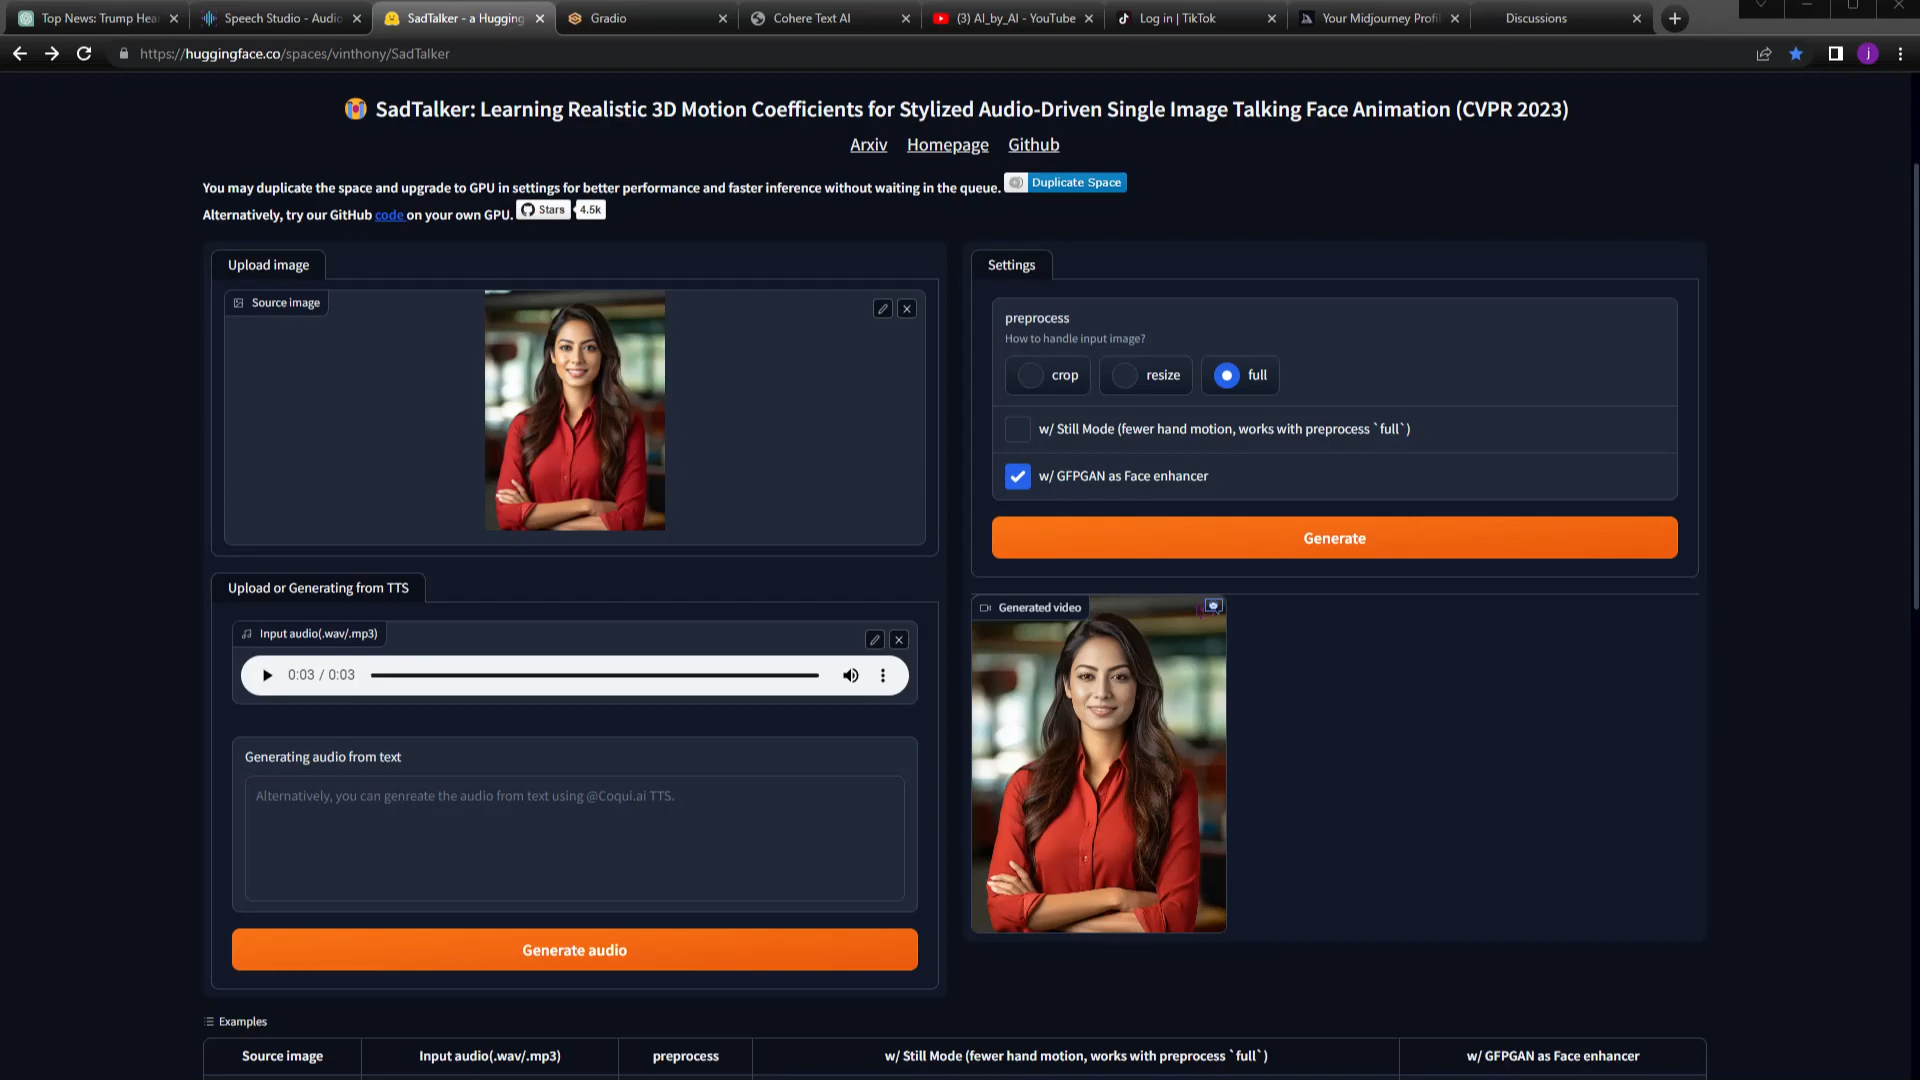 Top News: Trump Hear
Speech Studio - Audio
SadTalker - a Hugging
Gradio
Cohere Text AI
(3) AI_by_AI - YouTube
Log in | TikTok
Your Midjourney Profil
Discussions
https://huggingface.co/spaces/vinthony/SadTalker
j
SadTalker: Learning Realistic 3D Motion Coefficients for Stylized Audio-Driven Single Image Talking Face Animation (CVPR 2023)
Arxiv Homepage Github
You may duplicate the space and upgrade to GPU in settings for better performance and faster inference without waiting in the queue. Duplicate Space
Alternatively, try our GitHub code on your own GPU. Stars 4.5k
Upload image
Source image
Settings
preprocess
How to handle input image?
crop
resize
full
w/ Still Mode (fewer hand motion, works with preprocess `full`)
w/ GFPGAN as Face enhancer
Generate
Upload or Generating from TTS
Input audio(.wav/.mp3)
0:03 / 0:03
Generating audio from text
Alternatively, you can genreate the audio from text using @Coqui.ai TTS.
Generate audio
Generated video
Examples
Source image
Input audio(.wav/.mp3)
preprocess
w/ Still Mode (fewer hand motion, works with preprocess `full`)
w/ GFPGAN as Face enhancer